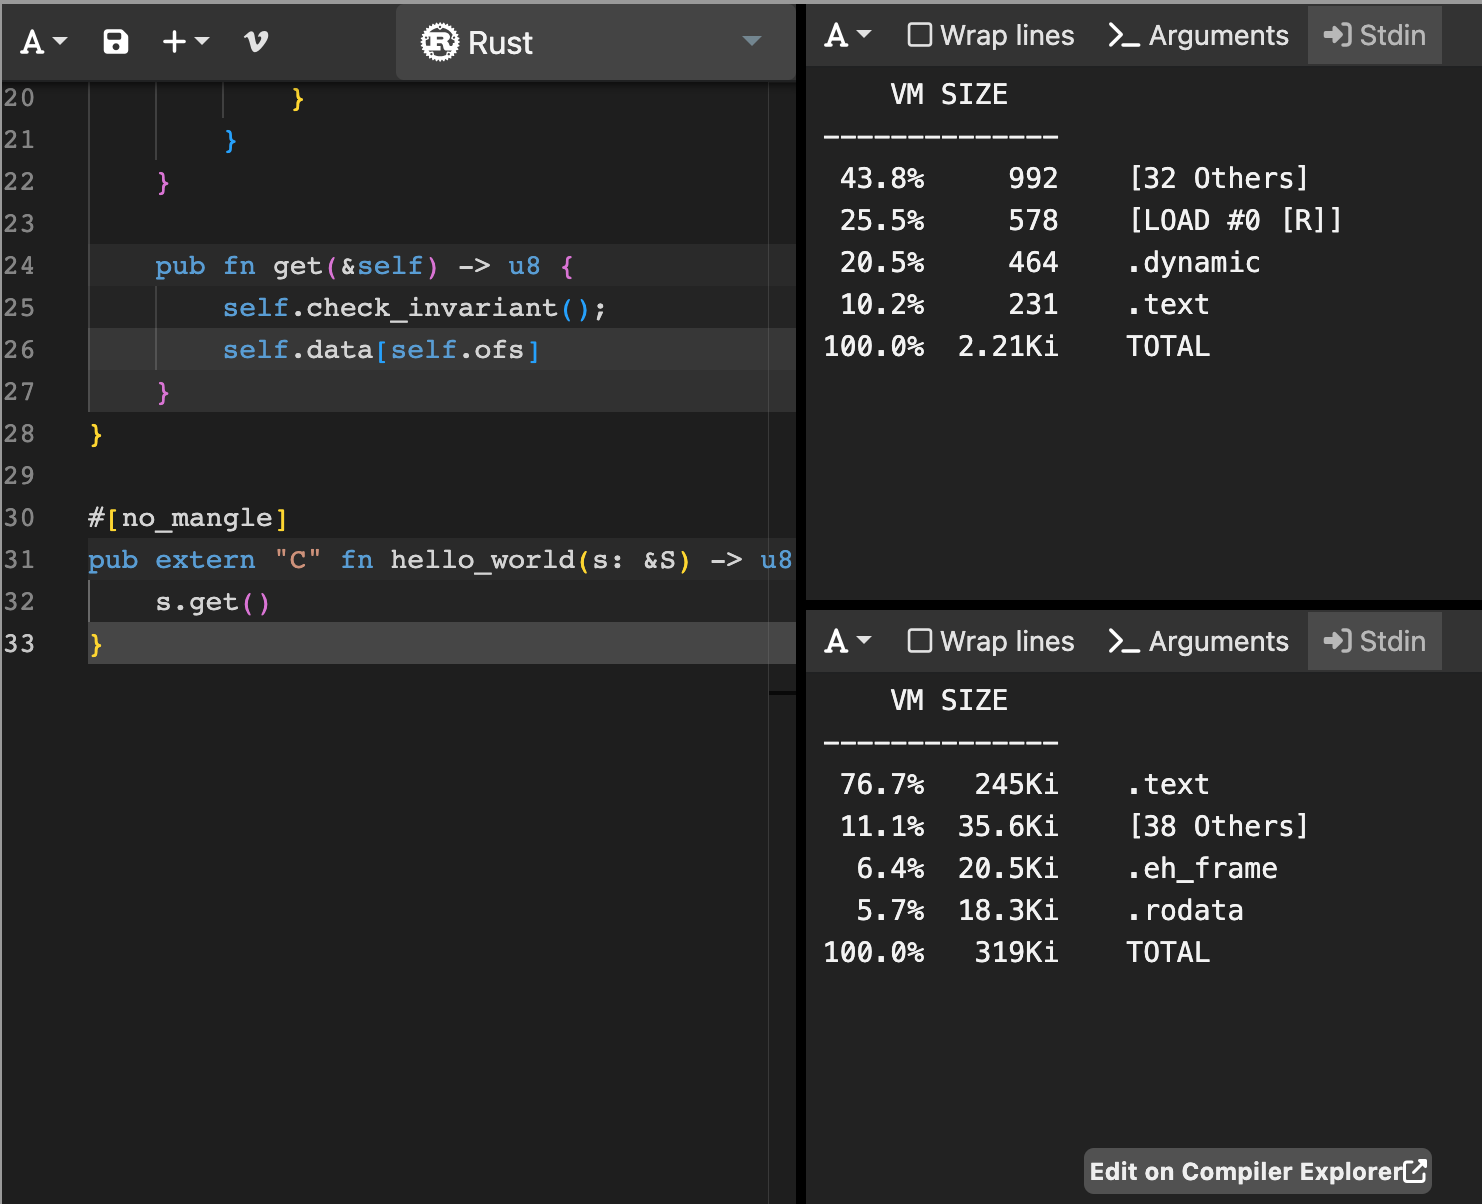 Rust
20 }
21 }
22 }
23
24 pub fn get(&self) -> u8 {
25 self.check_invariant();
26 self.data[self.ofs]
27 }
28 }
29
30 #[no_mangle]
31 pub extern "C" fn hello_world(s: &S) -> u8
32 s.get()
33 }
A Wrap lines >_ Arguments Stdin
VM SIZE
--------------
43.8% 992 [32 Others]
25.5% 578 [LOAD #0 [R]]
20.5% 464 .dynamic
10.2% 231 .text
100.0% 2.21Ki TOTAL
A Wrap lines >_ Arguments Stdin
VM SIZE
--------------
76.7% 245Ki .text
11.1% 35.6Ki [38 Others]
6.4% 20.5Ki .eh_frame
5.7% 18.3Ki .rodata
100.0% 319Ki TOTAL
Edit on Compiler Explorer